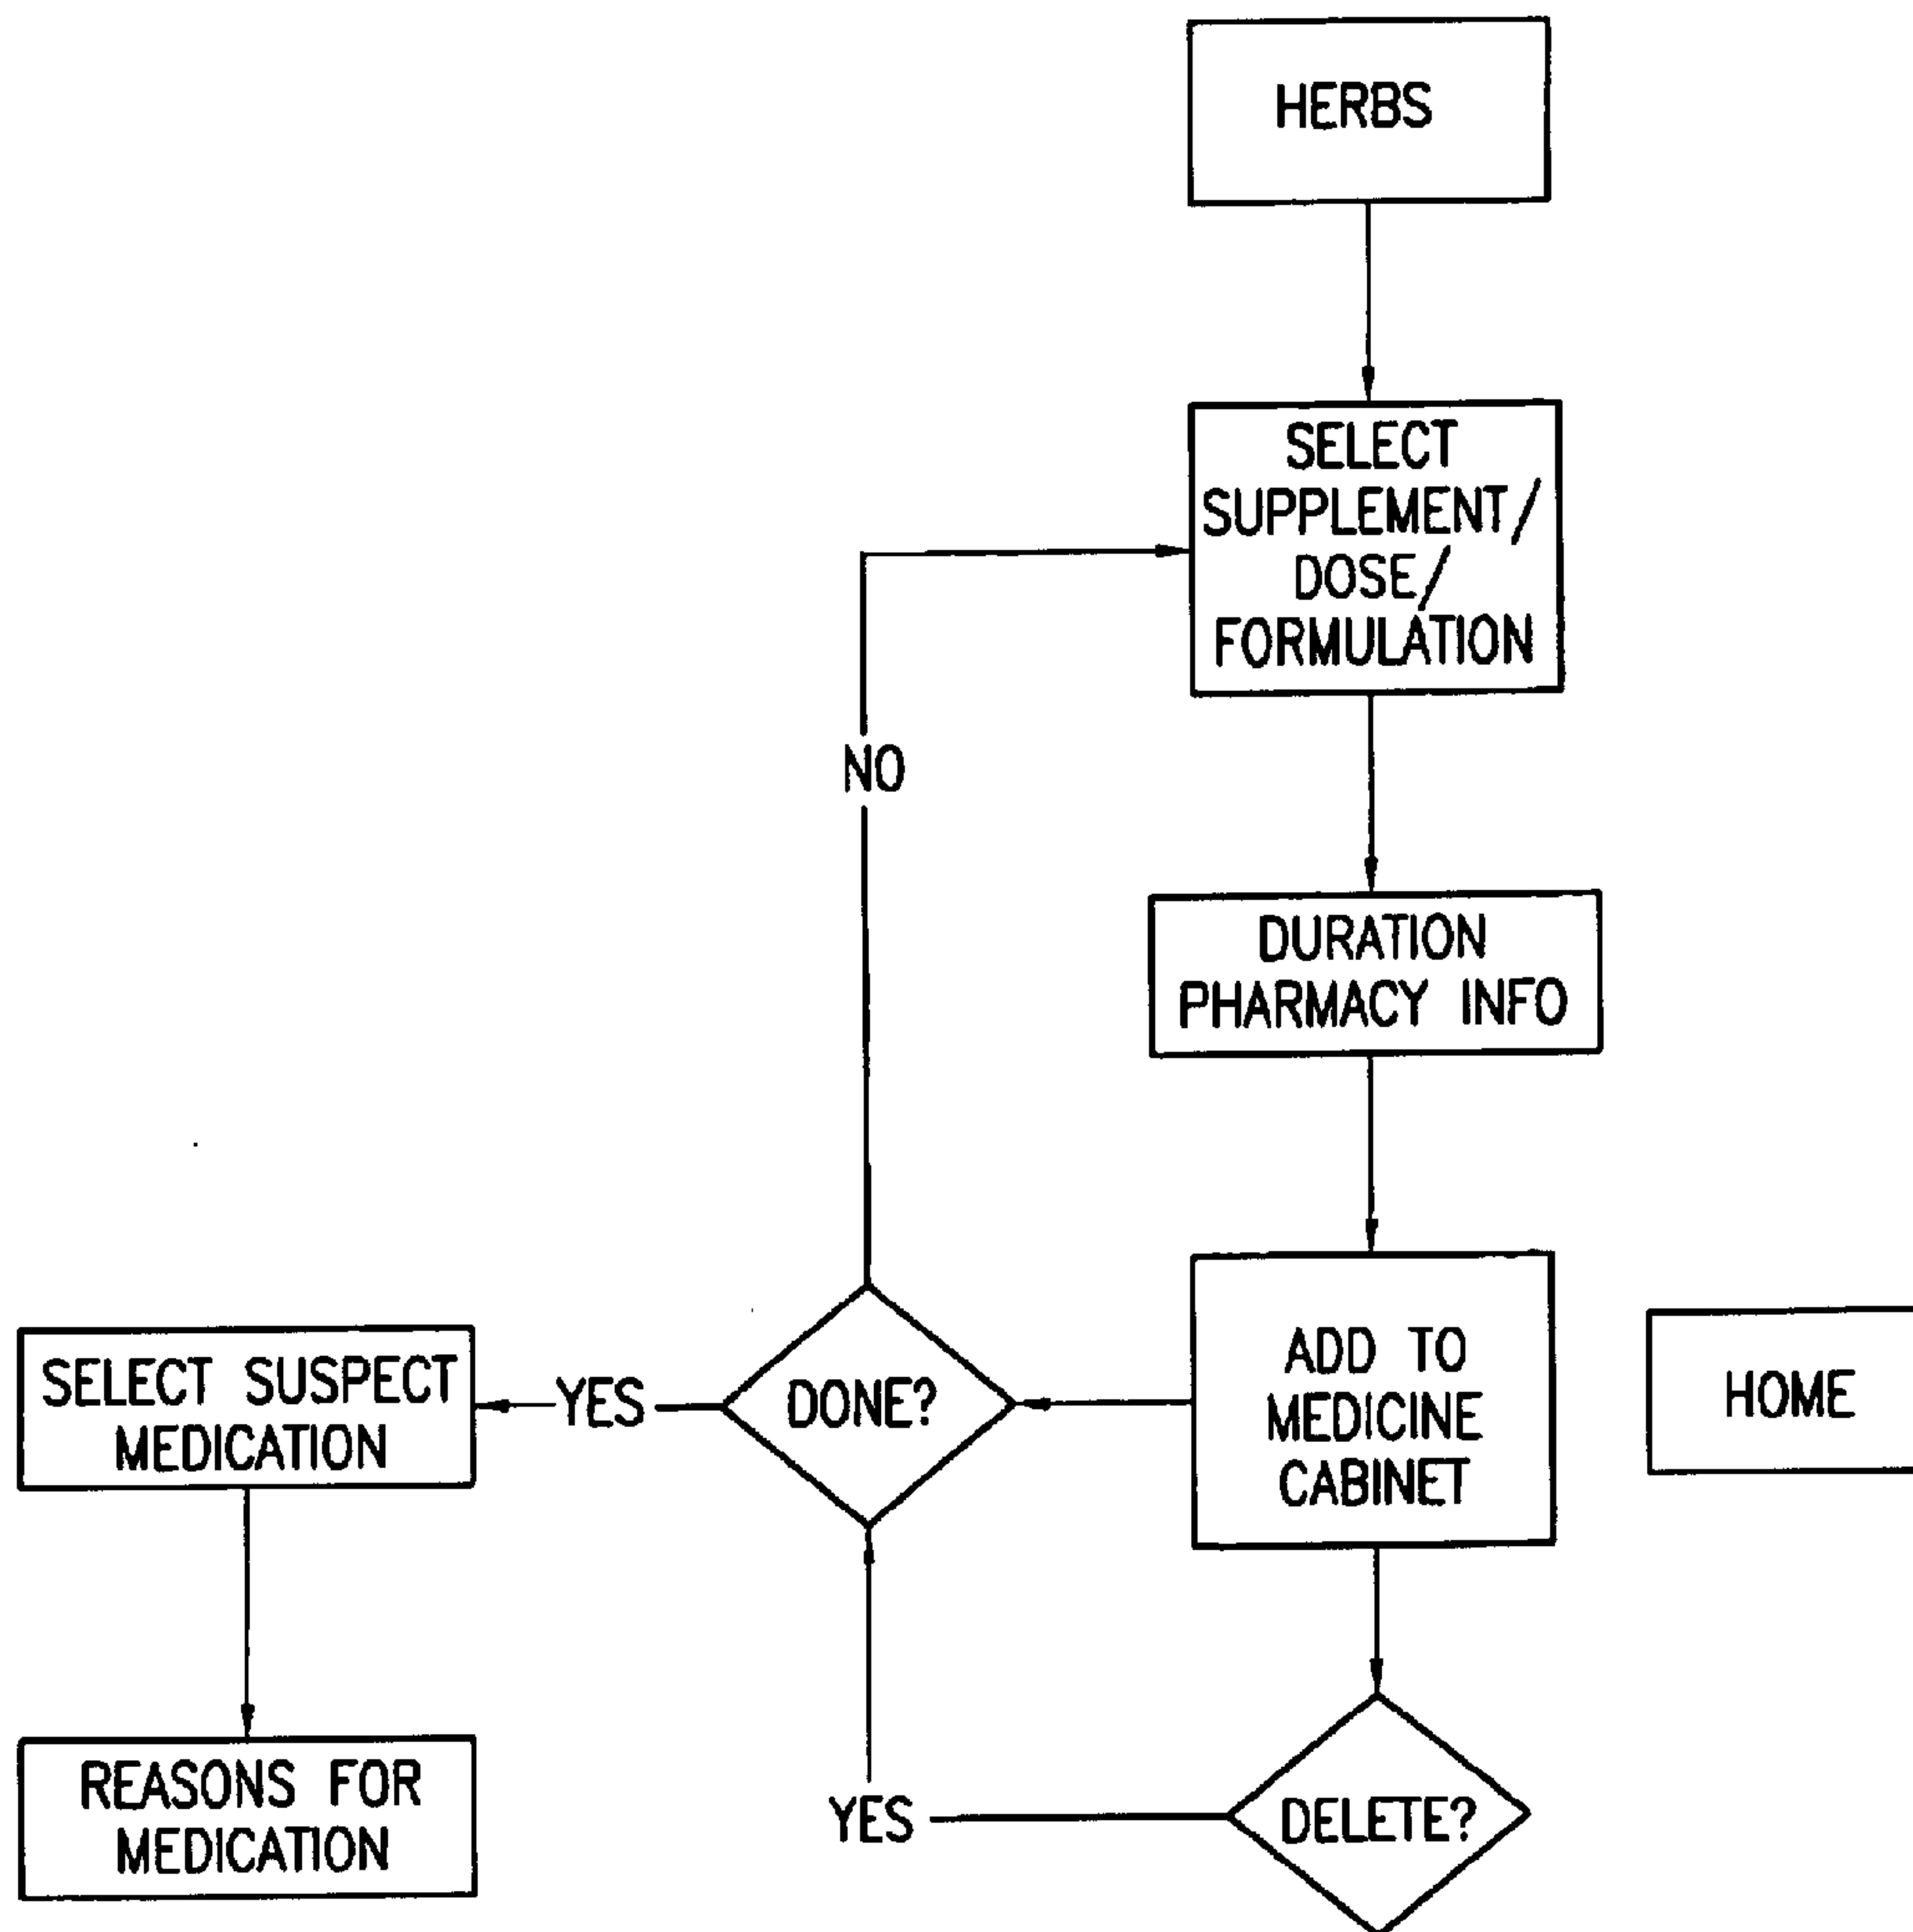 HERBS
SELECT
SUPPLEMENT/
DOSE/
FORMULATION
NO
DURATION
PHARMACY INFO
SELECT SUSPECT
MEDICATION
YES
DONE?
ADD TO
MEDICINE
CABINET
HOME
REASONS FOR
MEDICATION
YES
DELETE?